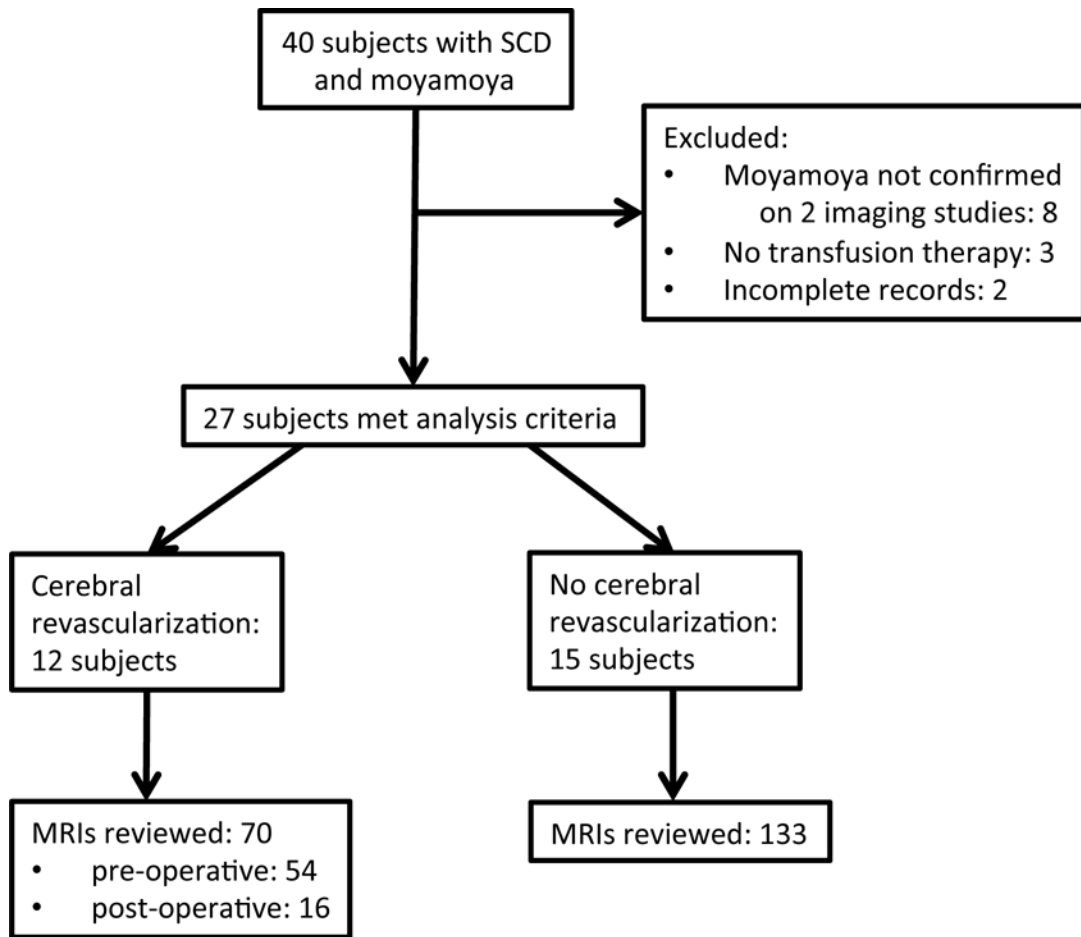 40 subjects with SCD
and moyamoya
Excluded:
• Moyamoya not confirmed
on 2 imaging studies: 8
• No transfusion therapy: 3
• Incomplete records: 2
27 subjects met analysis criteria
Cerebral
revascularization:
12 subjects
No cerebral
revascularization:
15 subjects
MRIs reviewed: 70
• pre-operative: 54
• post-operative: 16
MRIs reviewed: 133